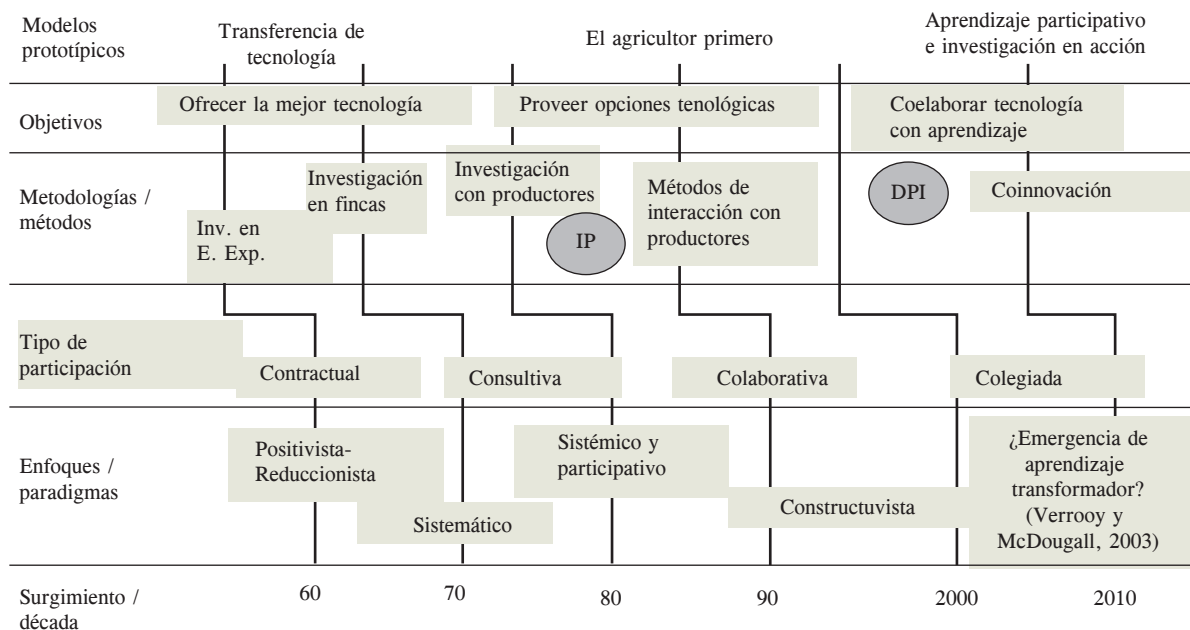 Modelos
prototípicos
Transferencia de
tecnología
El agricultor primero
Aprendizaje participativo
e investigación en acción
Objetivos
Ofrecer la mejor tecnología
Proveer opciones tenológicas
Coelaborar tecnología
con aprendizaje
Metodologías /
métodos
Inv. en
E. Exp.
Investigación
en fincas
Investigación
con productores
IP
Métodos de
interacción con
productores
DPI
Coinnovación
Tipo de
participación
Contractual
Consultiva
Colaborativa
Colegiada
Enfoques /
paradigmas
Positivista-
Reduccionista
Sistemático
Sistémico y
participativo
Constructuvista
¿Emergencia de
aprendizaje
transformador?
(Verrooy y
McDougall, 2003)
Surgimiento /
década
60
70
80
90
2000
2010